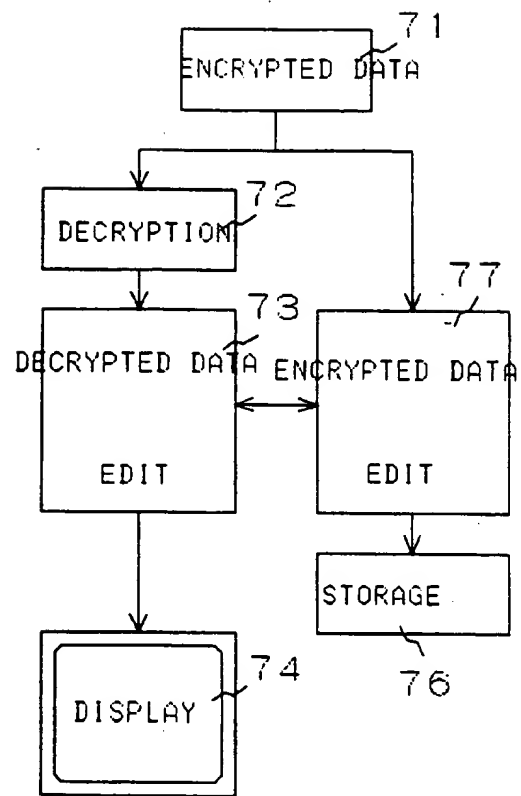 71
ENCRYPTED DATA
72
DECRYPTION
73
DECRYPTED DATA
EDIT
77
ENCRYPTED DATA
EDIT
STORAGE
76
74
DISPLAY